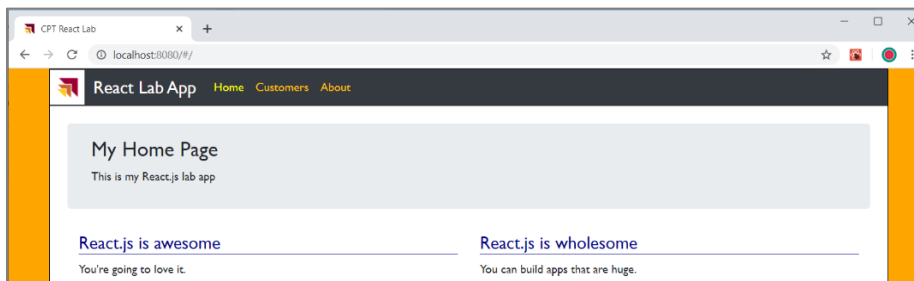 CPT React Lab
localhost:8080/#/
React Lab App Home Customers About
My Home Page
This is my React.js lab app
React.js is awesome
You're going to love it.
React.js is wholesome
You can build apps that are huge.